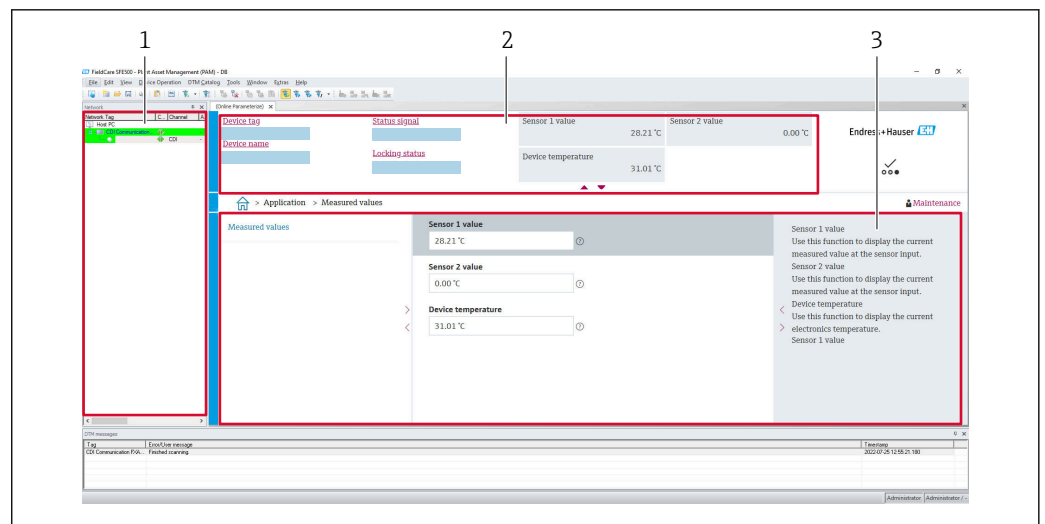 1 2 3
FieldCare SFE500 - Plant Asset Management (PAM) - DB
File Edit View Device Operation DTM Catalog Tools Window Extras Help
Network
(Online Parameterize)
Network Tag C... Channel A
Host PC
CDI Communication
CDI
Device tag
Device name
Status signal
Locking status
Sensor 1 value
28.21 °C
Sensor 2 value
0.00 °C
Device temperature
31.01 °C
Endress+Hauser EH
> Application > Measured values
Maintenance
Measured values
Sensor 1 value
28.21 °C
Sensor 2 value
0.00 °C
Device temperature
31.01 °C
Sensor 1 value
Use this function to display the current
measured value at the sensor input.
Sensor 2 value
Use this function to display the current
measured value at the sensor input.
Device temperature
Use this function to display the current
electronics temperature.
Sensor 1 value
DTM messages
Tag Error/User message Timestamp
CDI Communication FXA... Finished scanning 2022-07-25 12:55:21.180
Administrator Administrator /